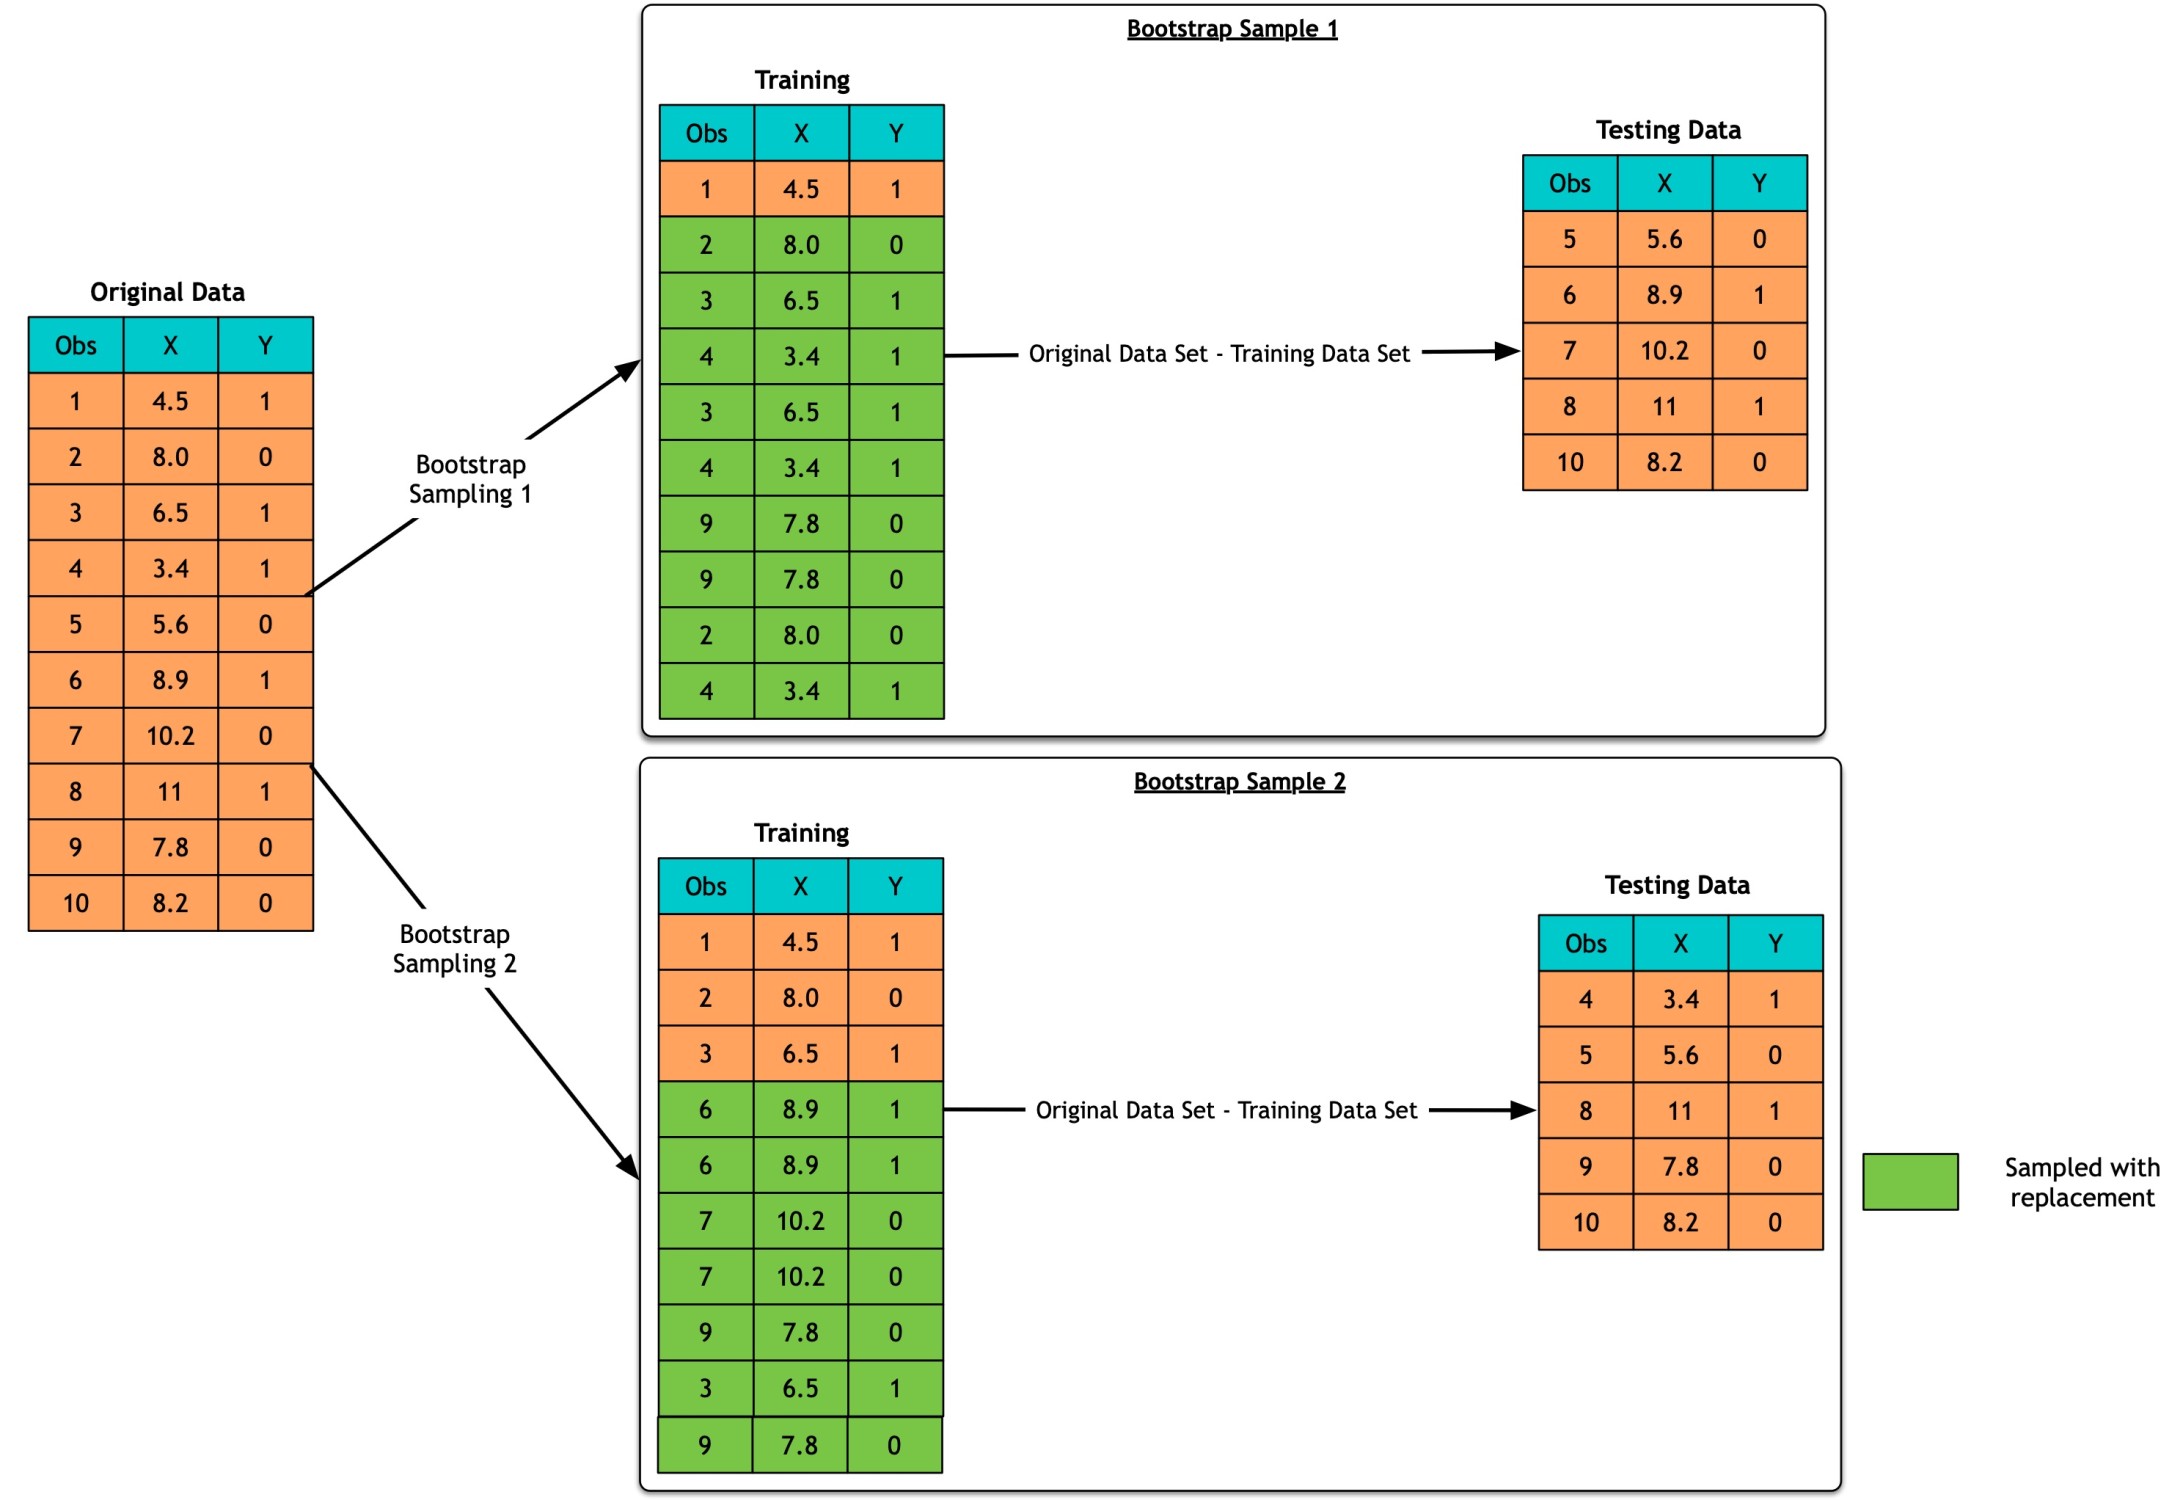 Original Data
Obs X Y
1 4.5 1
2 8.0 0
3 6.5 1
4 3.4 1
5 5.6 0
6 8.9 1
7 10.2 0
8 11 1
9 7.8 0
10 8.2 0
Bootstrap
Sampling 1
Bootstrap
Sampling 2
Bootstrap Sample 1
Training
Obs X Y
1 4.5 1
2 8.0 0
3 6.5 1
4 3.4 1
3 6.5 1
4 3.4 1
9 7.8 0
9 7.8 0
2 8.0 0
4 3.4 1
Original Data Set - Training Data Set
Testing Data
Obs X Y
5 5.6 0
6 8.9 1
7 10.2 0
8 11 1
10 8.2 0
Bootstrap Sample 2
Training
Obs X Y
1 4.5 1
2 8.0 0
3 6.5 1
6 8.9 1
6 8.9 1
7 10.2 0
7 10.2 0
9 7.8 0
3 6.5 1
9 7.8 0
Original Data Set - Training Data Set
Testing Data
Obs X Y
4 3.4 1
5 5.6 0
8 11 1
9 7.8 0
10 8.2 0
Sampled with
replacement